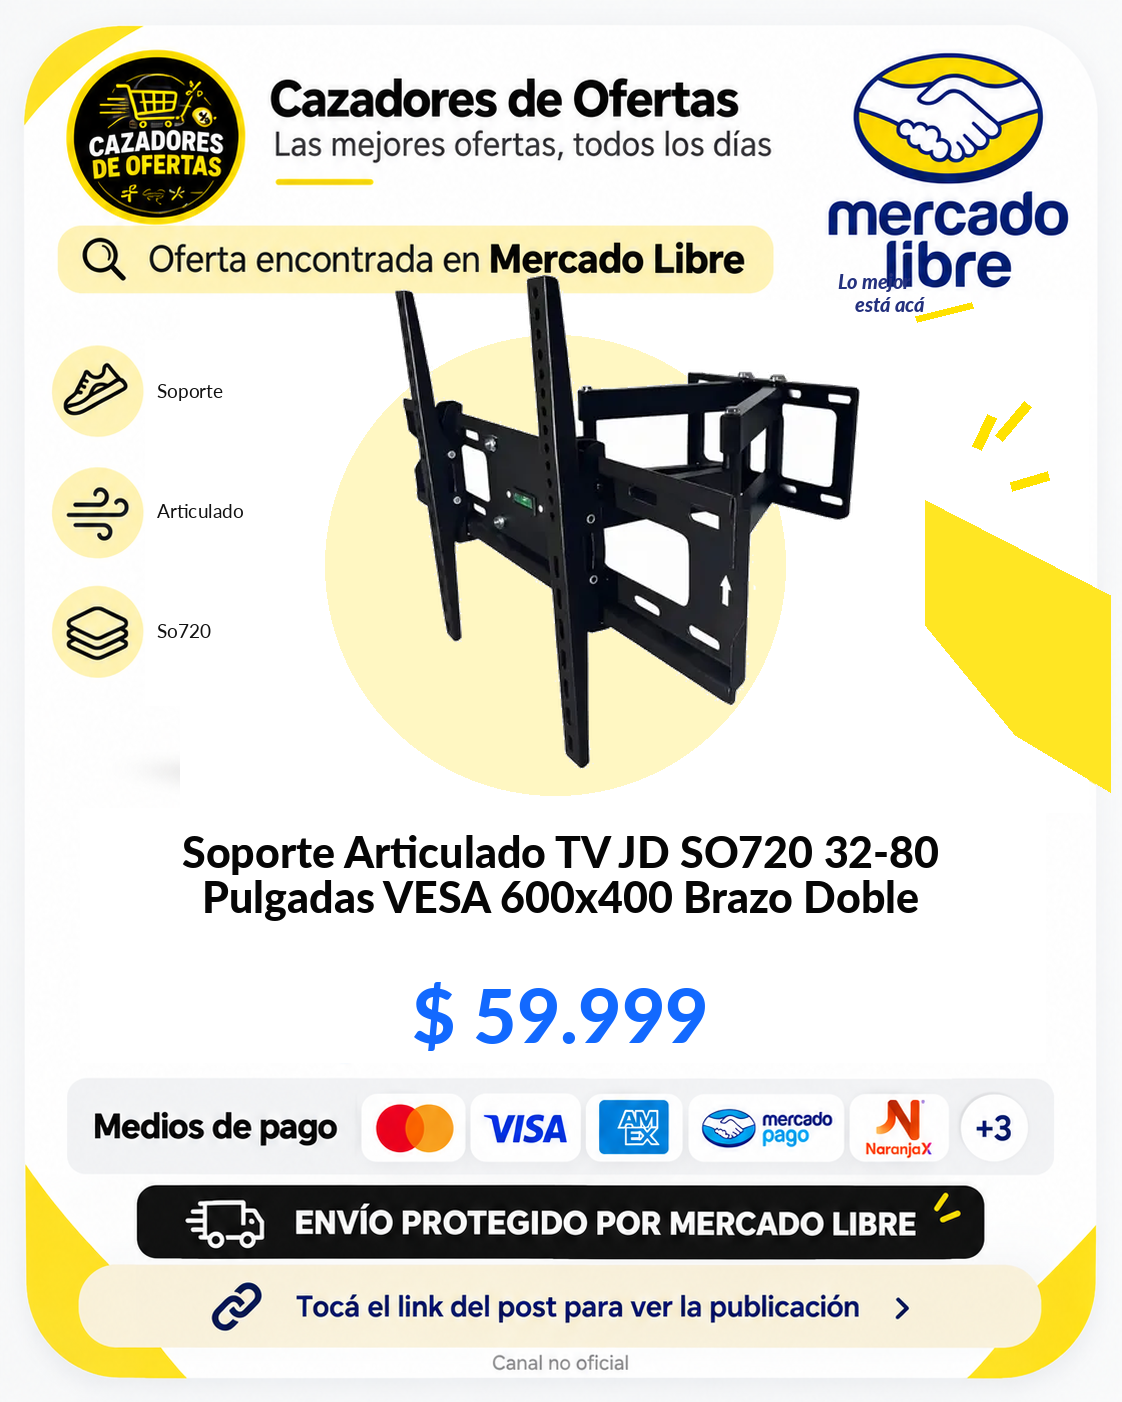 CAZADORES
DE OFERTAS
Cazadores de Ofertas
Las mejores ofertas, todos los días
mercado
libre
Oferta encontrada en Mercado Libre
Lo mejor
está acá
Soporte
Articulado
So720
Soporte Articulado TV JD SO720 32-80
Pulgadas VESA 600x400 Brazo Doble
$ 59.999
Medios de pago
VISA
AM
EX
mercado
pago
NaranjaX
+3
ENVÍO PROTEGIDO POR MERCADO LIBRE
Tocá el link del post para ver la publicación
Canal no oficial